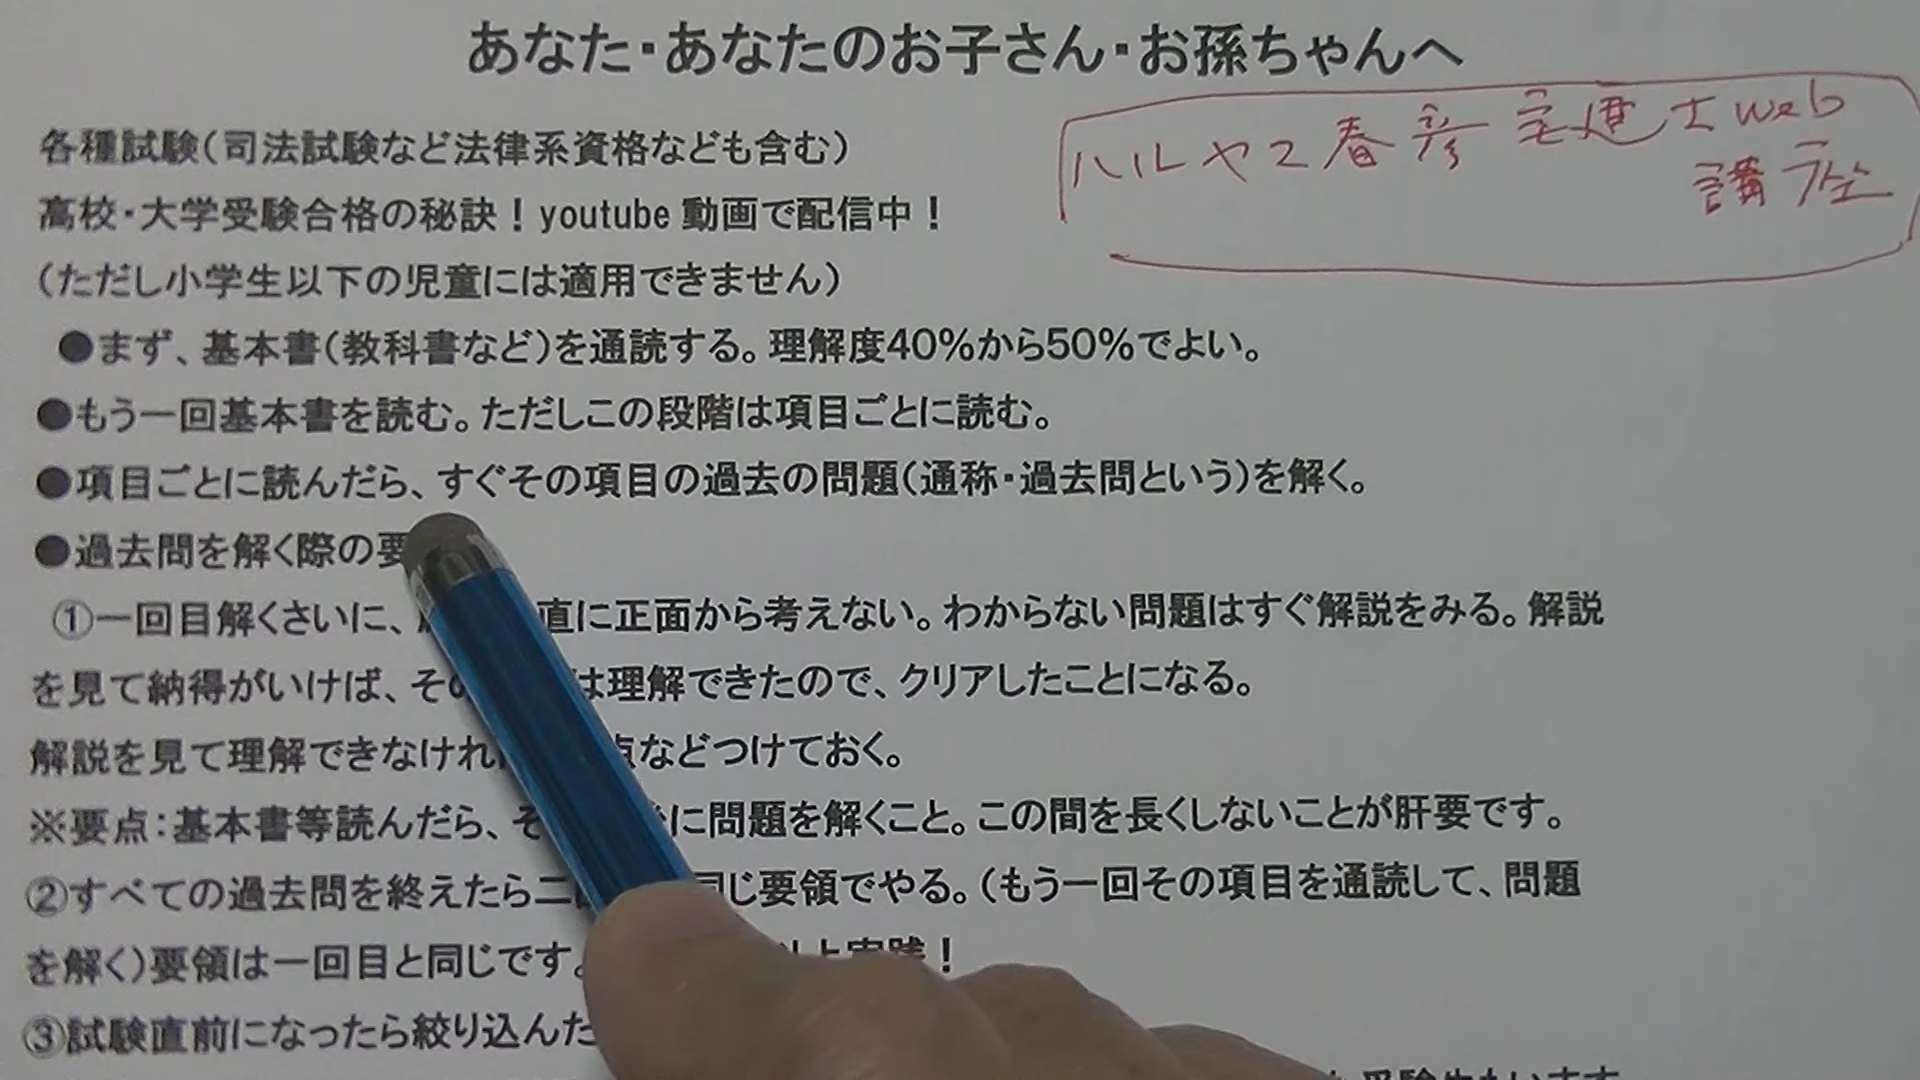 あなた・あなたのお子さん・お孫ちゃんへ
ハルヤマ春彦宅建士web
講座
各種試験(司法試験など法律系資格なども含む)
高校・大学受験合格の秘訣!youtube動画で配信中!
(ただし小学生以下の児童には適用できません)
●まず、基本書(教科書など)を通読する。理解度40%から50%でよい。
●もう一回基本書を読む。ただしこの段階は項目ごとに読む。
●項目ごとに読んだら、すぐその項目の過去の問題(通称・過去問という)を解く。
●過去問を解く際の要
①一回目解くさいに、 直に正面から考えない。わからない問題はすぐ解説をみる。解説
を見て納得がいけば、その は理解できたので、クリアしたことになる。
解説を見て理解できなけれ 点などつけておく。
※要点:基本書等読んだら、そ に問題を解くこと。この間を長くしないことが肝要です。
②すべての過去問を終えたら二 同じ要領でやる。(もう一回その項目を通読して、問題
を解く)要領は一回目と同じです。 と実践!
③試験直前になったら絞り込んだ